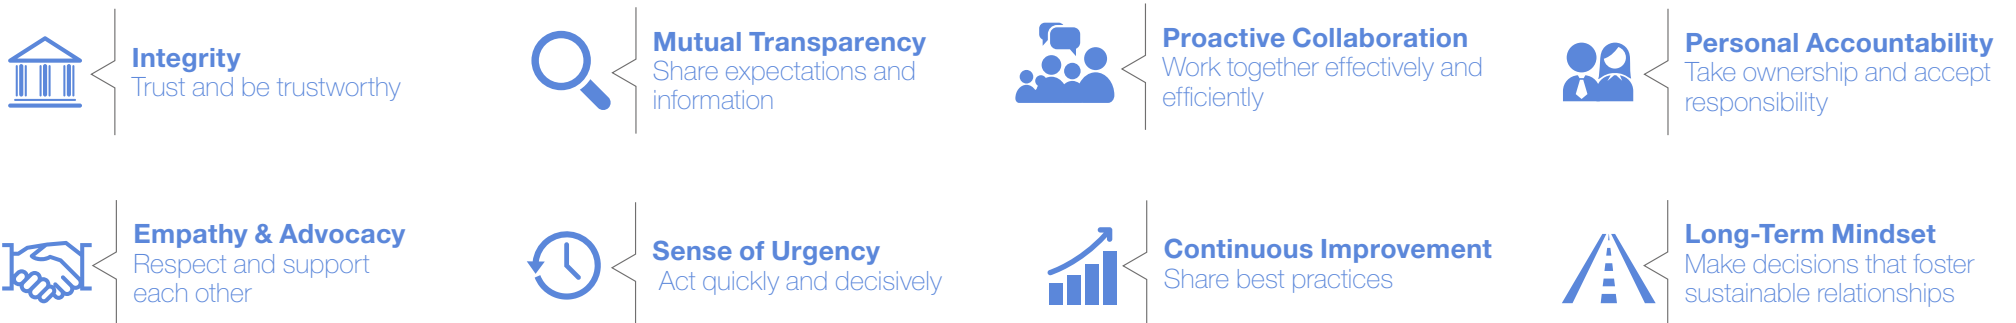 Integrity
Trust and be trustworthy
Mutual Transparency
Share expectations and
information
Proactive Collaboration
Work together effectively and
efficiently
Personal Accountability
Take ownership and accept
responsibility
Empathy & Advocacy
Respect and support
each other
Sense of Urgency
Act quickly and decisively
Continuous Improvement
Share best practices
Long-Term Mindset
Make decisions that foster
sustainable relationships